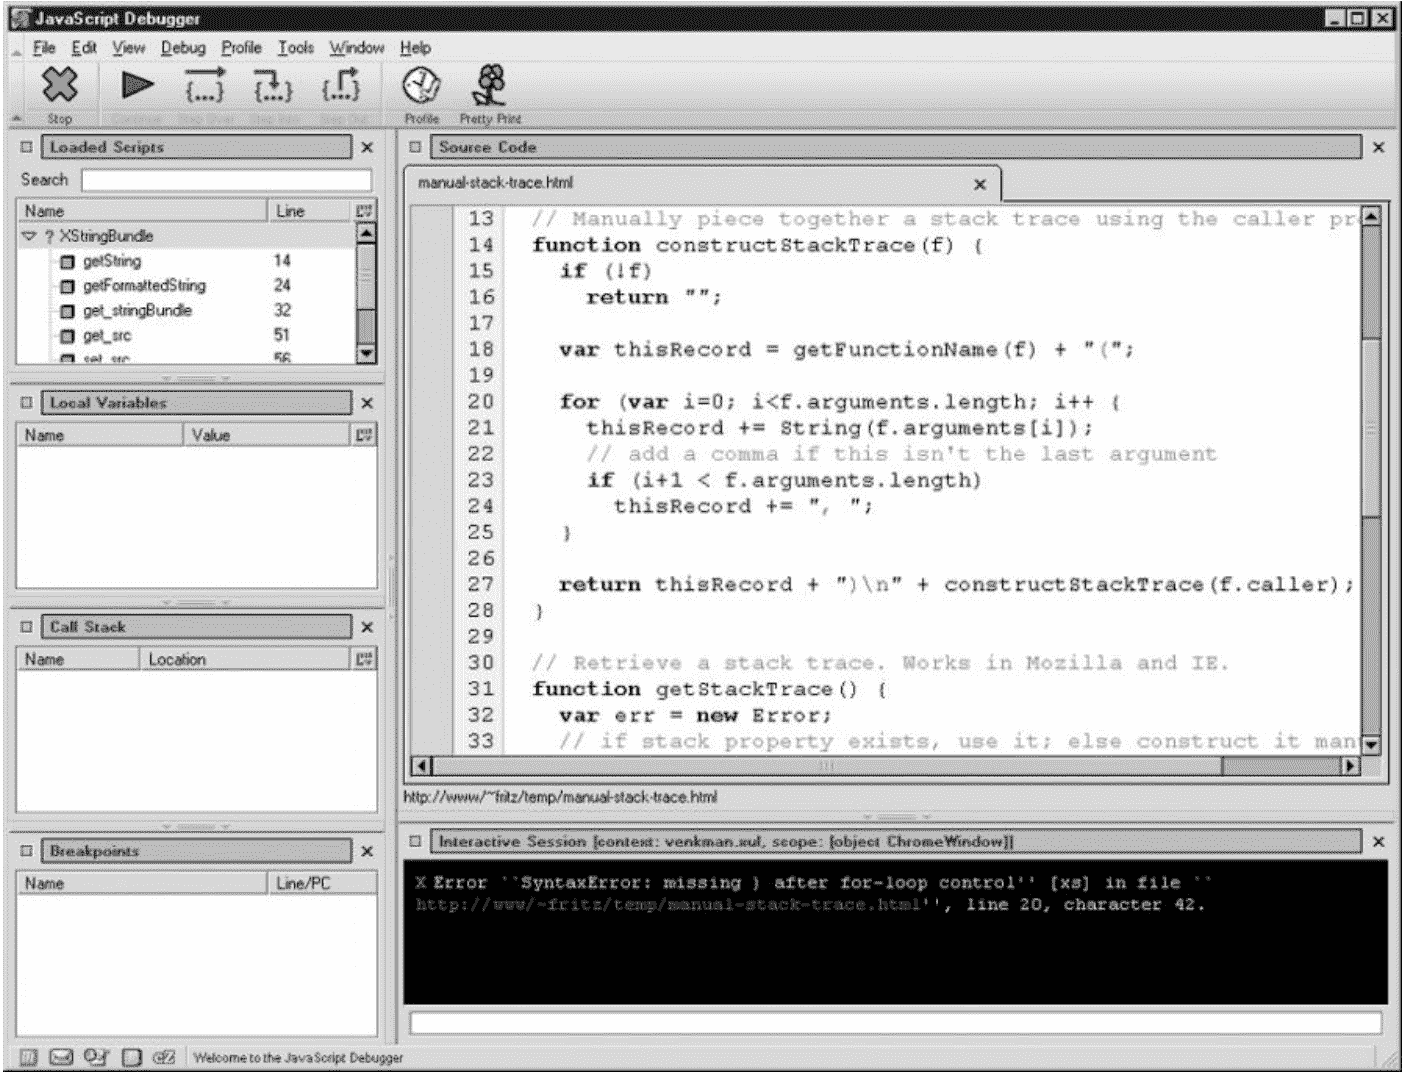 JavaScript Debugger
File Edit View Debug Profile Tools Window Help
{...} {...} {...}
Stop Continue Step Over Step Into Step Out Profile Pretty Print
Loaded Scripts
Search
Name Line
? XStringBundle
getString 14
getFormattedString 24
get_stringBundle 32
get_src 51
set_src 56
Local Variables
Name Value
Call Stack
Name Location
Breakpoints
Name Line/PC
Source Code
manual-stack-trace.html
13 // Manually piece together a stack trace using the caller pr
14 function constructStackTrace(f) {
15 if (!f)
16 return "";
17
18 var thisRecord = getFunctionName(f) + "(";
19
20 for (var i=0; i<f.arguments.length; i++ {
21 thisRecord += String(f.arguments[i]);
22 // add a comma if this isn't the last argument
23 if (i+1 < f.arguments.length)
24 thisRecord += ", ";
25 }
26
27 return thisRecord + ")\n" + constructStackTrace(f.caller);
28 }
29
30 // Retrieve a stack trace. Works in Mozilla and IE.
31 function getStackTrace() {
32 var err = new Error;
33 // if stack property exists, use it; else construct it man
http://www/~fritz/temp/manual-stack-trace.html
Interactive Session [context: venkman.xul, scope: [object ChromeWindow]]
X Error ``SyntaxError: missing ) after for-loop control'' [xs] in file ``
http://www/~fritz/temp/manual-stack-trace.html'', line 20, character 42.
Welcome to the JavaScript Debugger